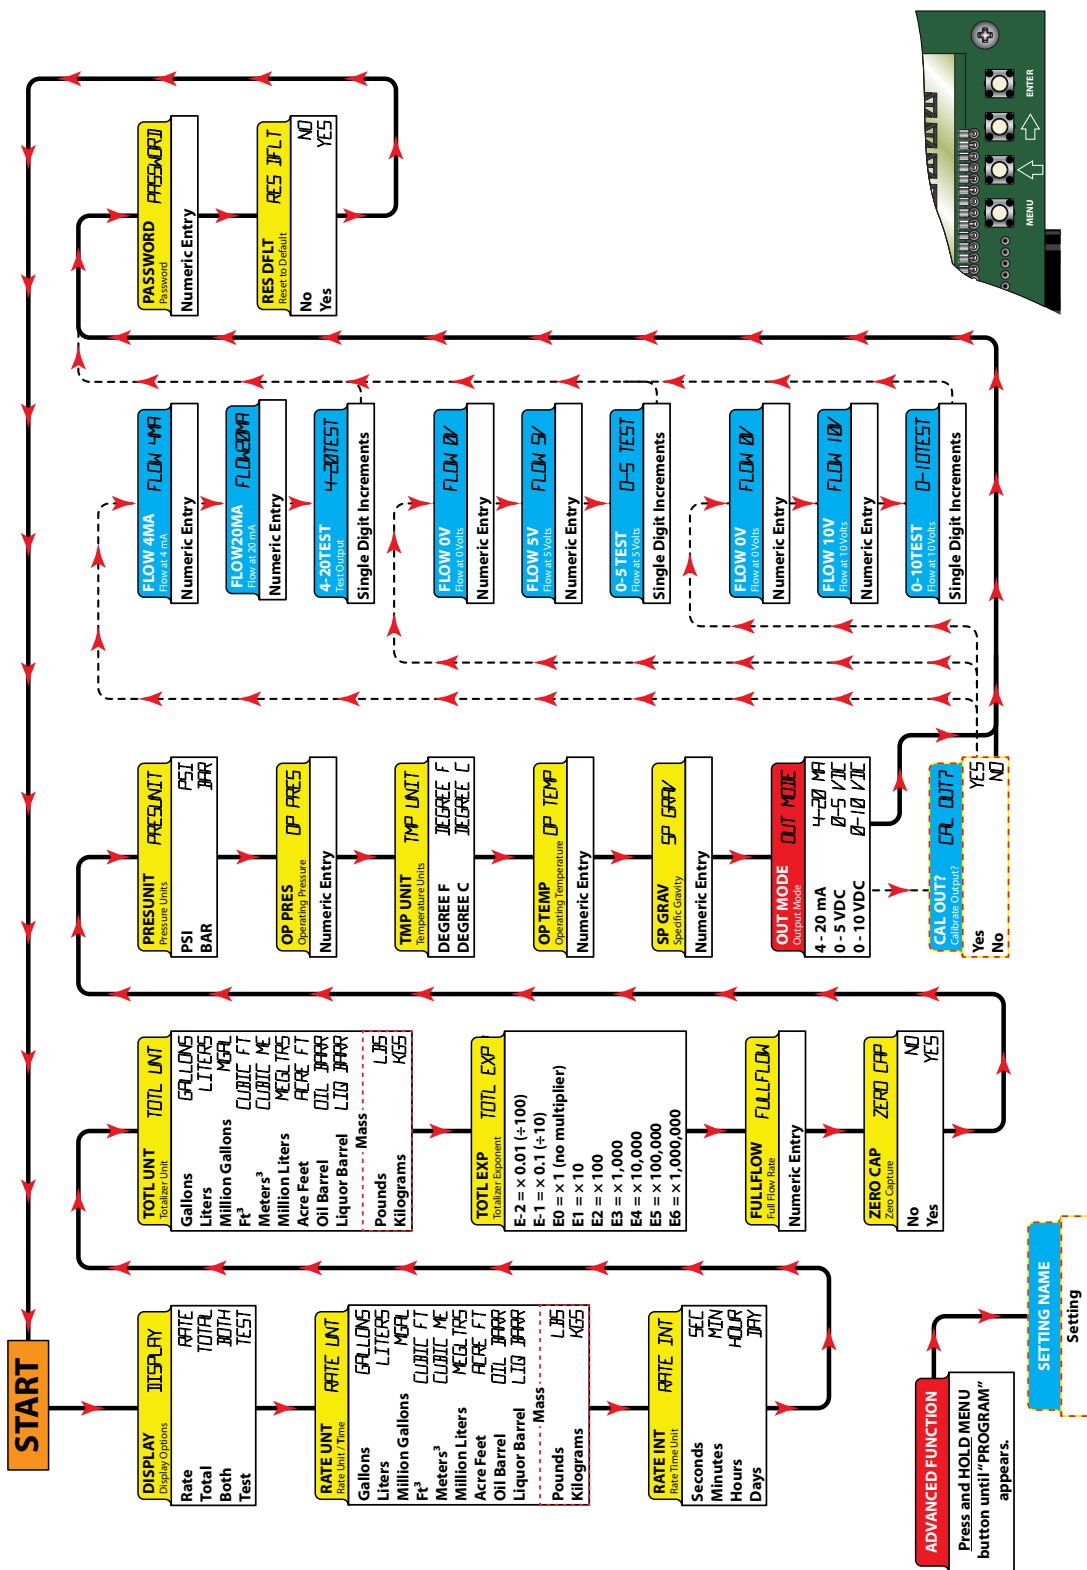 START
DISPLAY DISPLAY
Display Options
Rate RATE
Total TOTAL
Both BOTH
Test TEST
RATE UNT RATE UNT
Rate Unit / Time
Gallons GALLONS
Liters LITERS
Million Gallons MGAL
Ft³ CUBIC FT
Meters³ CUBIC ME
Million Liters MEGLTRS
Acre Feet ACRE FT
Oil Barrel OIL BARR
Liquor Barrel LIQ BARR
Mass
Pounds LBS
Kilograms KGS
RATE INT RATE INT
Rate Time Unit
Seconds SEC
Minutes MIN
Hours HOUR
Days DAY
TOTL UNT TOTL UNT
Totalizer Unit
Gallons GALLONS
Liters LITERS
Million Gallons MGAL
Ft³ CUBIC FT
Meters³ CUBIC ME
Million Liters MEGLTRS
Acre Feet ACRE FT
Oil Barrel OIL BARR
Liquor Barrel LIQ BARR
Mass
Pounds LBS
Kilograms KGS
TOTL EXP TOTL EXP
Totalizer Exponent
E-2 = × 0.01 (÷100)
E-1 = × 0.1 (÷10)
E0 = × 1 (no multiplier)
E1 = × 10
E2 = × 100
E3 = × 1,000
E4 = × 10,000
E5 = × 100,000
E6 = × 1,000,000
FULLFLOW FULLFLOW
Full Flow Rate
Numeric Entry
ZERO CAP ZERO CAP
Zero Capture
No NO
Yes YES
PRESUNIT PRESUNIT
Pressure Units
PSI PSI
BAR BAR
OP PRES OP PRES
Operating Pressure
Numeric Entry
TMP UNIT TMP UNIT
Temperature Units
DEGREE F DEGREE F
DEGREE C DEGREE C
OP TEMP OP TEMP
Operating Temperature
Numeric Entry
SP GRAV SP GRAV
Specific Gravity
Numeric Entry
OUT MODE OUT MODE
Output Mode
4 - 20 mA 4-20 MA
0 - 5 VDC 0-5 VDC
0 - 10 VDC 0-10 VDC
CAL OUT? CAL OUT?
Calibrate Output?
Yes YES
No NO
FLOW 4MA FLOW 4MA
Flow at 4 mA
Numeric Entry
FLOW20MA FLOW20MA
Flow at 20 mA
Numeric Entry
4-20TEST 4-20TEST
Test Output
Single Digit Increments
FLOW 0V FLOW 0V
Flow at 0 Volts
Numeric Entry
FLOW 5V FLOW 5V
Flow at 5 Volts
Numeric Entry
0-5 TEST 0-5 TEST
Flow at 5 Volts
Single Digit Increments
FLOW 0V FLOW 0V
Flow at 0 Volts
Numeric Entry
FLOW 10V FLOW 10V
Flow at 10 Volts
Numeric Entry
0-10TEST 0-10TEST
Flow at 10 Volts
Single Digit Increments
PASSWORD PASSWORD
Password
Numeric Entry
RES DFLT RES DFLT
Reset to Default
No NO
Yes YES
ADVANCED FUNCTION
Press and HOLD MENU
button until "PROGRAM"
appears.
SETTING NAME
Setting
MENU
ENTER